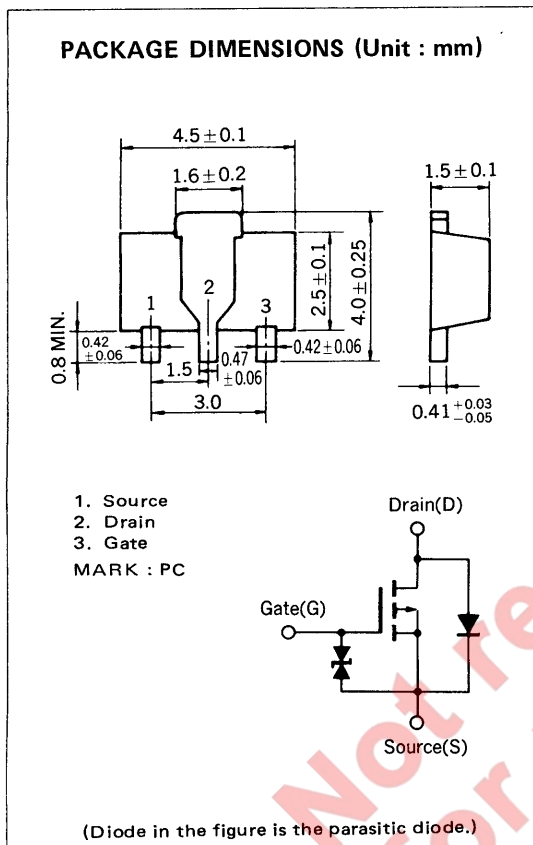 PACKAGE DIMENSIONS (Unit : mm)
4.5±0.1
1.6±0.2
1.5±0.1
2.5±0.1
4.0±0.25
1
2
3
0.8 MIN.
0.42
±0.06
1.5
0.47
±0.06
0.42±0.06
3.0
0.41 +0.03
-0.05
1. Source
2. Drain
3. Gate
MARK : PC
Drain(D)
Gate(G)
Source(S)
(Diode in the figure is the parasitic diode.)
Not re
for